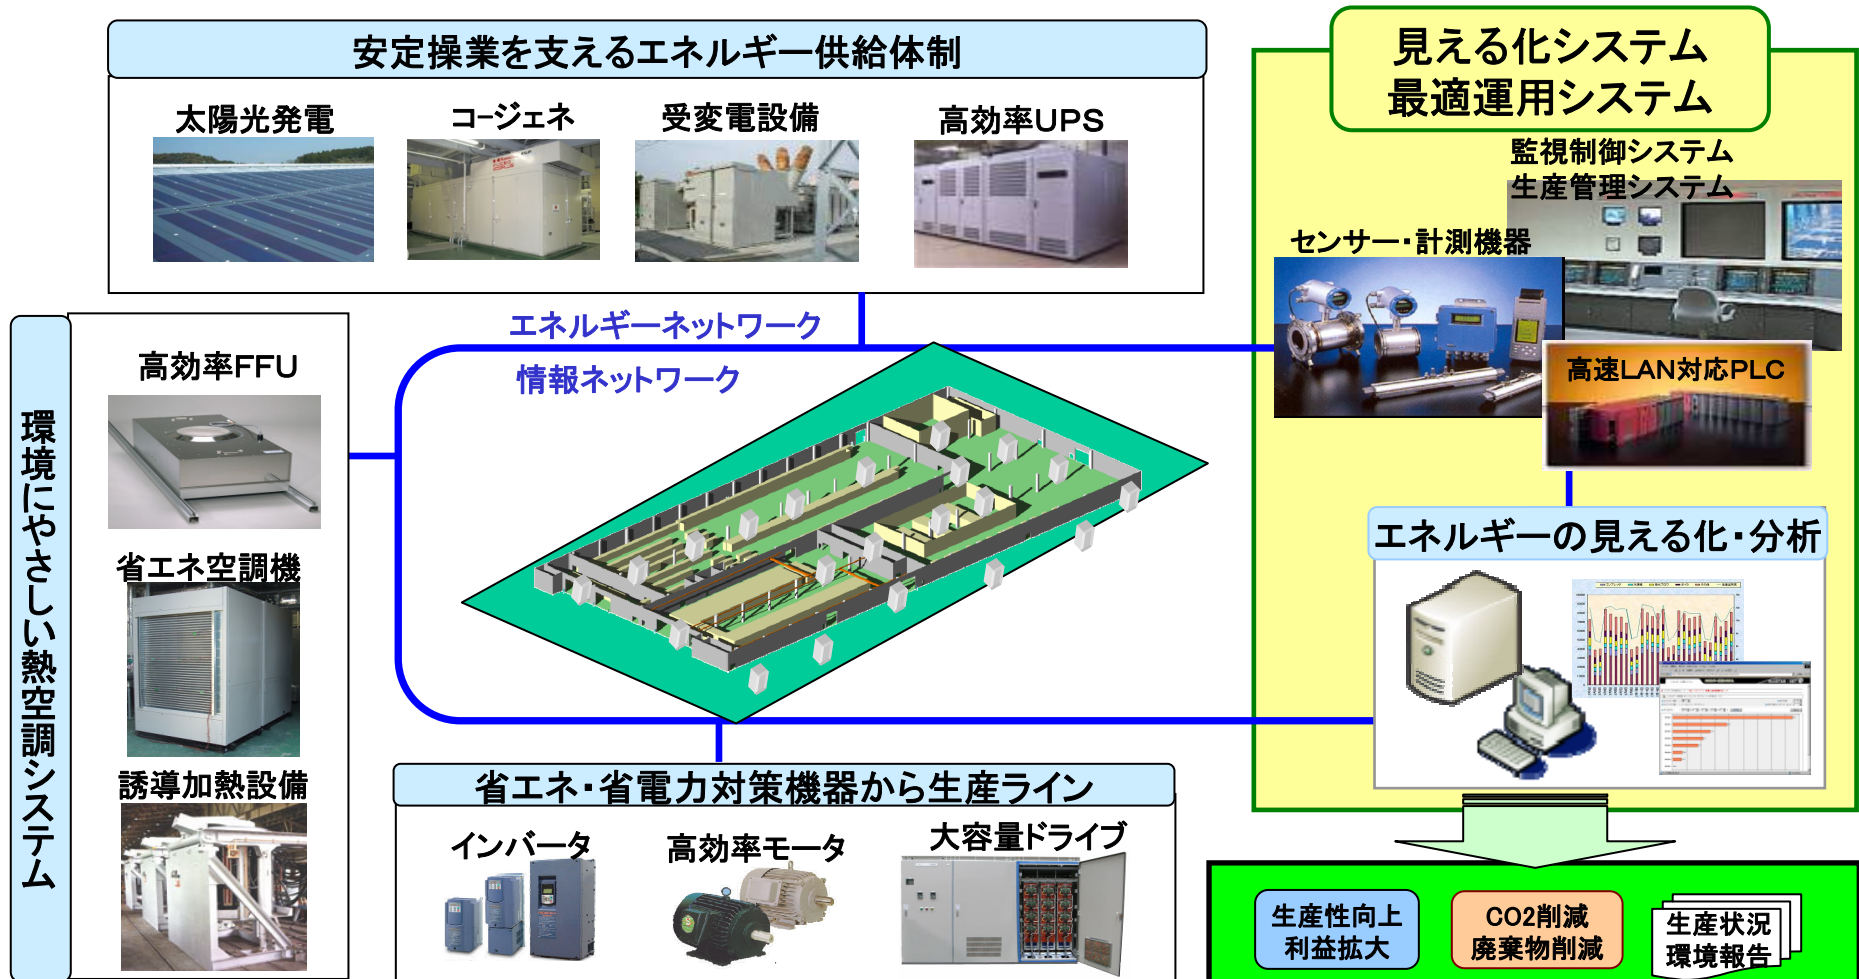 安定操業を支えるエネルギー供給体制
太陽光発電
コージェネ
受変電設備
高効率UPS
見える化システム
最適運用システム
監視制御システム
生産管理システム
センサー・計測機器
高速LAN対応PLC
エネルギーネットワーク
情報ネットワーク
環境にやさしい熱空調システム
高効率FFU
省エネ空調機
誘導加熱設備
エネルギーの見える化・分析
省エネ・省電力対策機器から生産ライン
インバータ
高効率モータ
大容量ドライブ
生産性向上
利益拡大
CO2削減
廃棄物削減
生産状況
環境報告